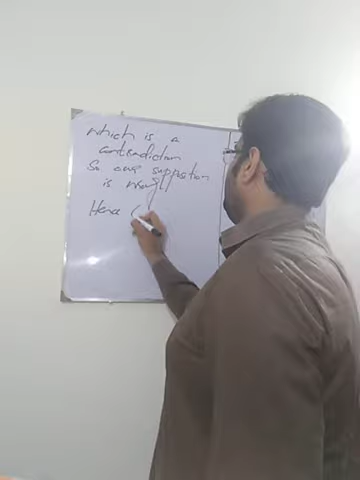 which is a
contradiction
So our supposition
is wrong
Hence (